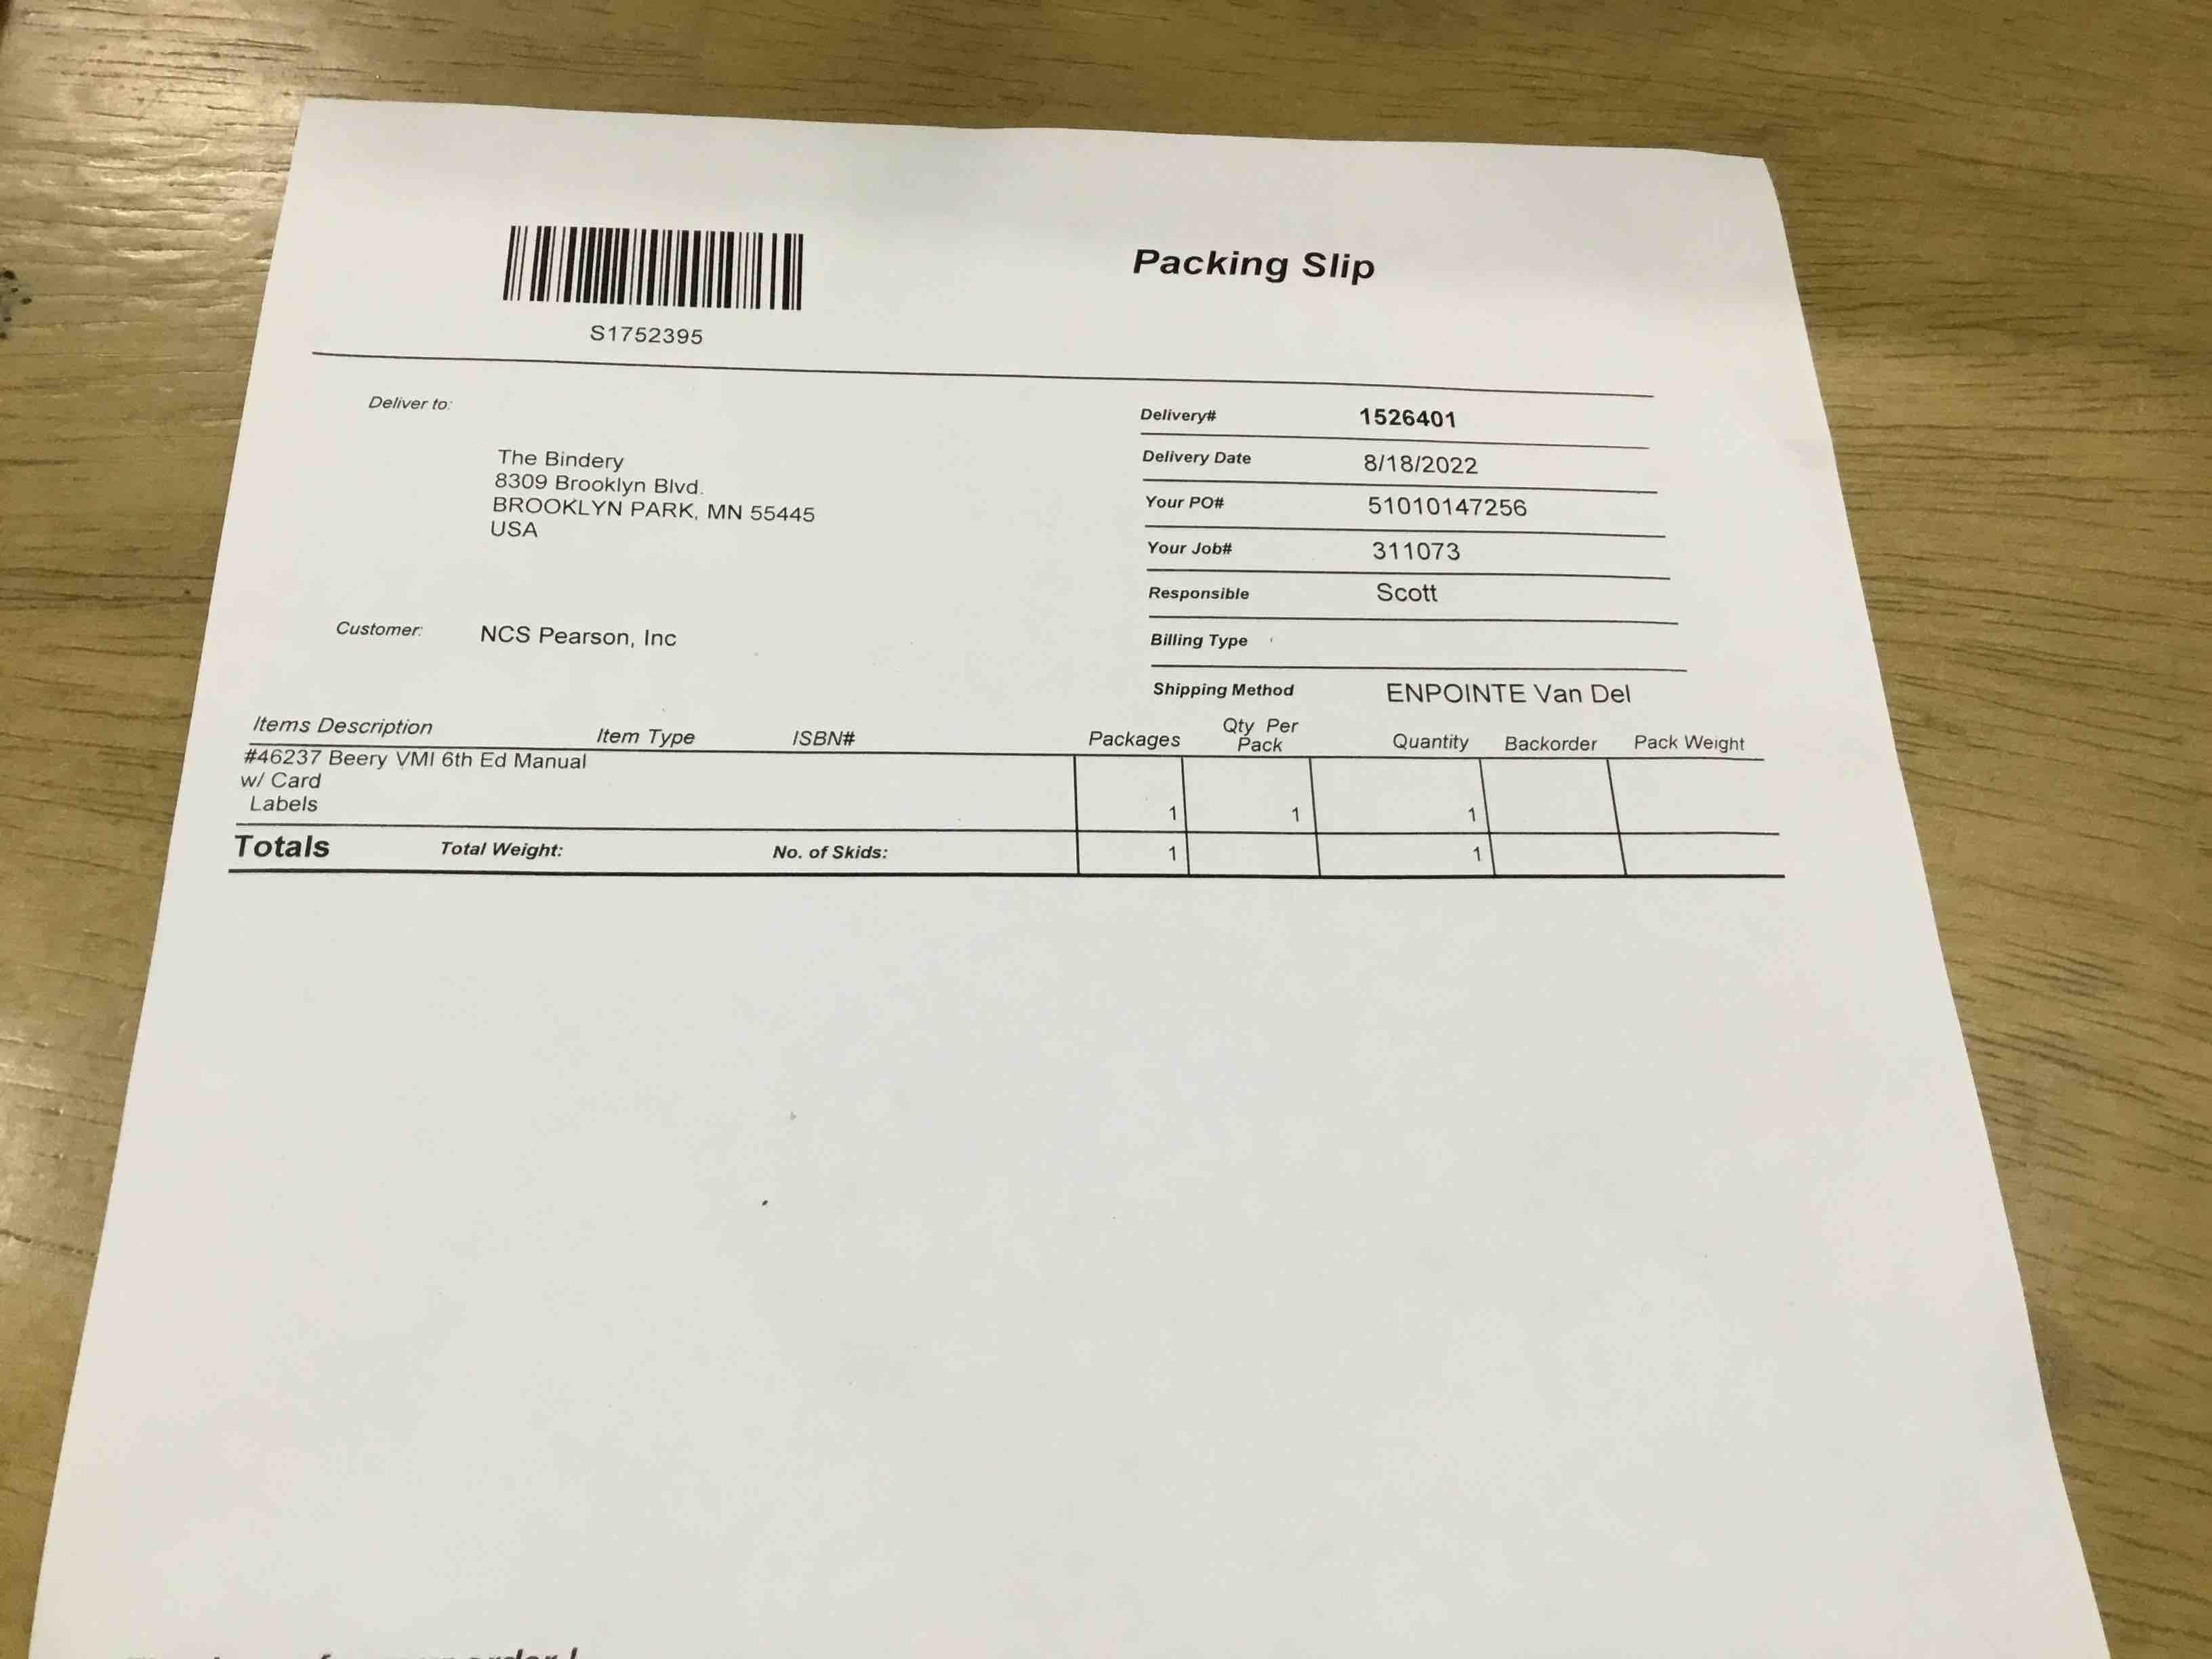 Packing Slip
S1752395
Deliver to:
The Bindery
8309 Brooklyn Blvd.
BROOKLYN PARK, MN 55445
USA
Customer: NCS Pearson, Inc
Delivery# 1526401
Delivery Date 8/18/2022
Your PO# 51010147256
Your Job# 311073
Responsible Scott
Billing Type
Shipping Method ENPOINTE Van Del
Items Description Item Type ISBN# Packages Qty Per Pack Quantity Backorder Pack Weight
#46237 Beery VMI 6th Ed Manual
w/ Card
Labels 1 1 1
Totals Total Weight: No. of Skids: 1 1
order !